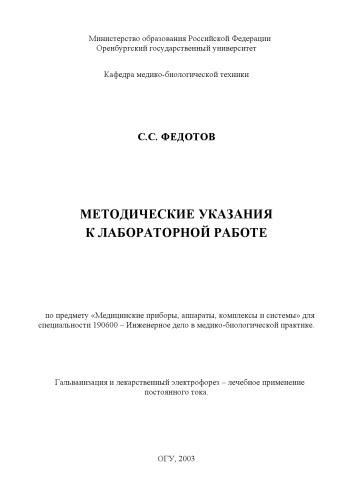 Министерство образования Российской Федерации
Оренбургский государственный университет
Кафедра медико-биологической техники
С.С. ФЕДОТОВ
МЕТОДИЧЕСКИЕ УКАЗАНИЯ
К ЛАБОРАТОРНОЙ РАБОТЕ
по предмету «Медицинские приборы, аппараты, комплексы и системы» для
специальности 190600 – Инженерное дело в медико-биологической практике.
Гальванизация и лекарственный электрофорез – лечебное применение
постоянного тока.
ОГУ, 2003